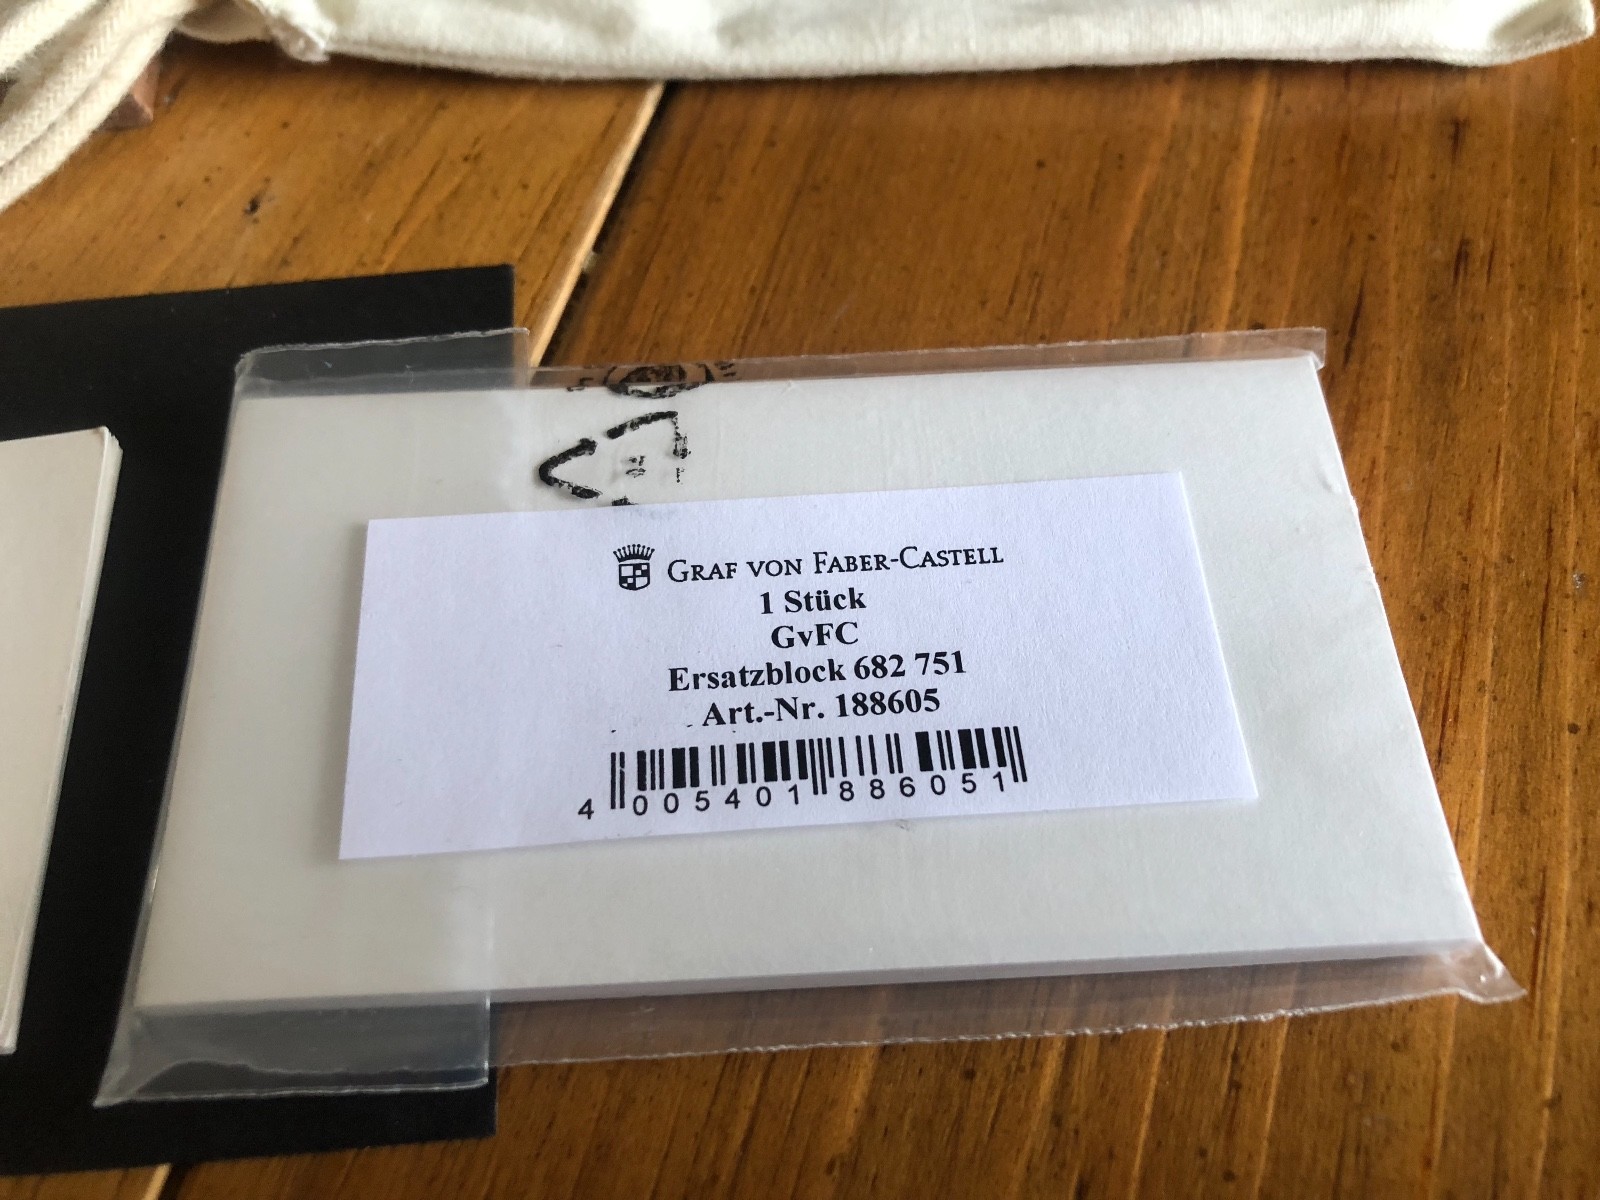 GRAF VON FABER-CASTELL
1 Stück
GvFC
Ersatzblock 682 751
Art.-Nr. 188605
4 005401 886051